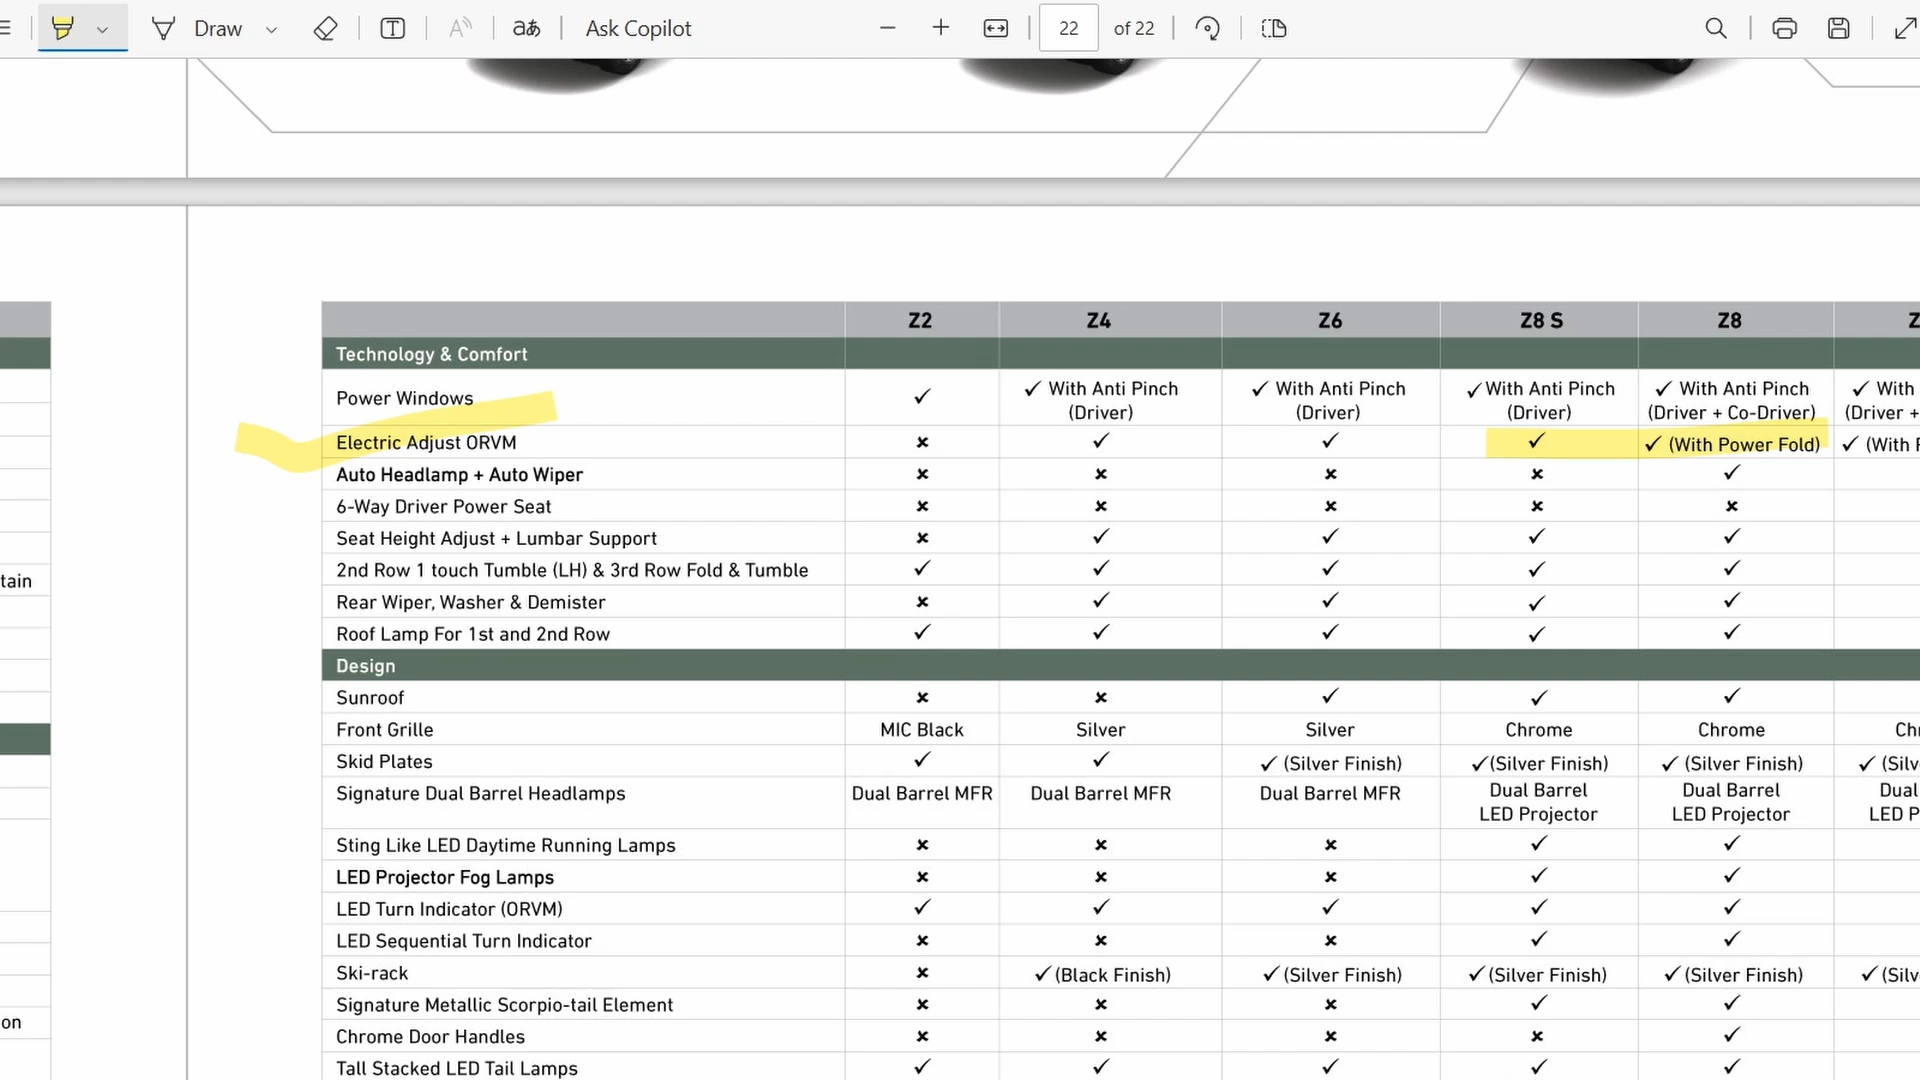 Draw
T
A
aあ
Ask Copilot
22
of 22
Z2 Z4 Z6 Z8 S Z8
Technology & Comfort
Power Windows ✓ ✓ With Anti Pinch (Driver) ✓ With Anti Pinch (Driver) ✓ With Anti Pinch (Driver) ✓ With Anti Pinch (Driver + Co-Driver) ✓ With (Driver +
Electric Adjust ORVM × ✓ ✓ ✓ ✓ (With Power Fold) ✓ (With
Auto Headlamp + Auto Wiper × × × × ✓
6-Way Driver Power Seat × × × × ×
Seat Height Adjust + Lumbar Support × ✓ ✓ ✓ ✓
2nd Row 1 touch Tumble (LH) & 3rd Row Fold & Tumble ✓ ✓ ✓ ✓ ✓
tain
Rear Wiper, Washer & Demister × ✓ ✓ ✓ ✓
Roof Lamp For 1st and 2nd Row ✓ ✓ ✓ ✓ ✓
Design
Sunroof × × ✓ ✓ ✓
Front Grille MIC Black Silver Silver Chrome Chrome
Skid Plates ✓ ✓ ✓ (Silver Finish) ✓ (Silver Finish) ✓ (Silver Finish) ✓
Signature Dual Barrel Headlamps Dual Barrel MFR Dual Barrel MFR Dual Barrel MFR Dual Barrel LED Projector Dual Barrel LED Projector Dual LED
Sting Like LED Daytime Running Lamps × × × ✓ ✓
LED Projector Fog Lamps × × × ✓ ✓
LED Turn Indicator (ORVM) ✓ ✓ ✓ ✓ ✓
LED Sequential Turn Indicator × × × ✓ ✓
Ski-rack × ✓ (Black Finish) ✓ (Silver Finish) ✓ (Silver Finish) ✓ (Silver Finish) ✓
Signature Metallic Scorpio-tail Element × × × ✓ ✓
on
Chrome Door Handles × × × × ✓
Tall Stacked LED Tail Lamps ✓ ✓ ✓ ✓ ✓